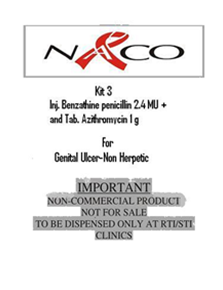 NACO
Kit 3
Inj. Benzathine penicillin 2.4 MU +
and Tab. Azithromycin 1 g
For
Genital Ulcer-Non Herpetic
IMPORTANT
NON-COMMERCIAL PRODUCT
NOT FOR SALE
TO BE DISPENSED ONLY AT RTI/STI
CLINICS